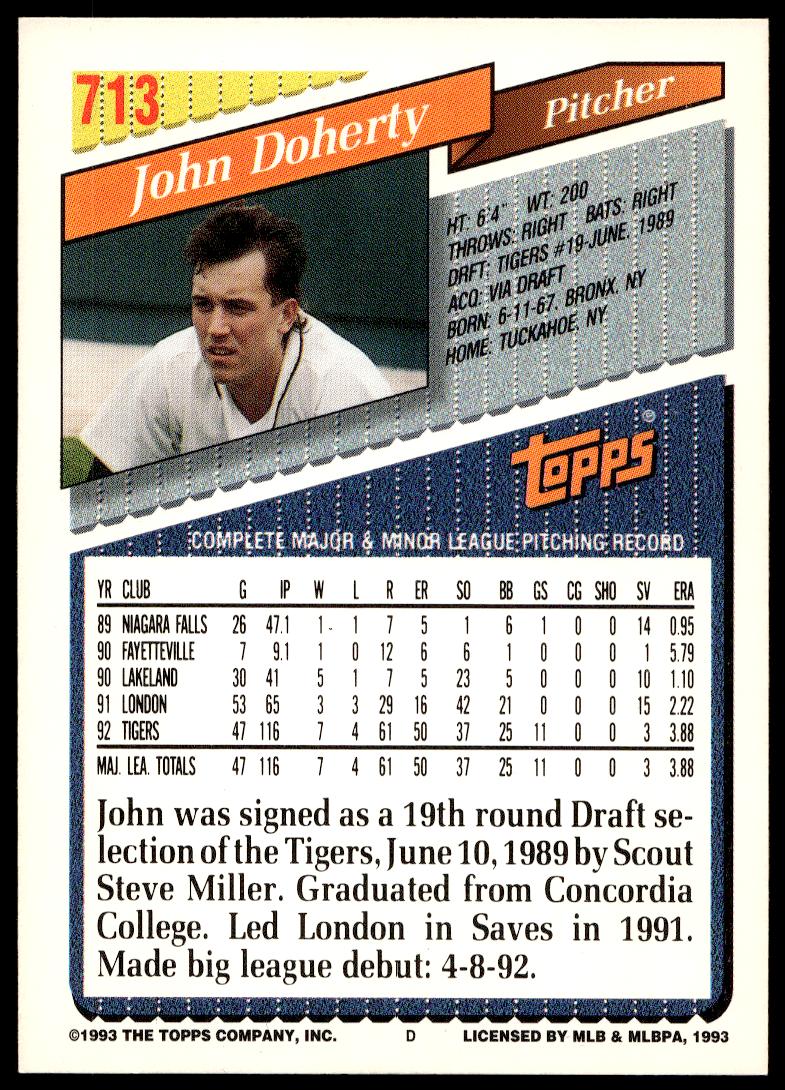 713
John Doherty
Pitcher
HT: 6'4" WT: 200
THROWS: RIGHT BATS: RIGHT
DRFT: TIGERS #19-JUNE, 1989
ACQ: VIA DRAFT
BORN: 6-11-67, BRONX, NY
HOME: TUCKAHOE, NY
topps®
COMPLETE MAJOR & MINOR LEAGUE PITCHING RECORD
YR CLUB G IP W L R ER SO BB GS CG SHO SV ERA
89 NIAGARA FALLS 26 47.1 1 1 7 5 1 6 1 0 0 14 0.95
90 FAYETTEVILLE 7 9.1 1 0 12 6 6 1 0 0 0 1 5.79
90 LAKELAND 30 41 5 1 7 5 23 5 0 0 0 10 1.10
91 LONDON 53 65 3 3 29 16 42 21 0 0 0 15 2.22
92 TIGERS 47 116 7 4 61 50 37 25 11 0 0 3 3.88
MAJ. LEA. TOTALS 47 116 7 4 61 50 37 25 11 0 0 3 3.88
John was signed as a 19th round Draft se-
lection of the Tigers, June 10, 1989 by Scout
Steve Miller. Graduated from Concordia
College. Led London in Saves in 1991.
Made big league debut: 4-8-92.
©1993 THE TOPPS COMPANY, INC. D LICENSED BY MLB & MLBPA, 1993